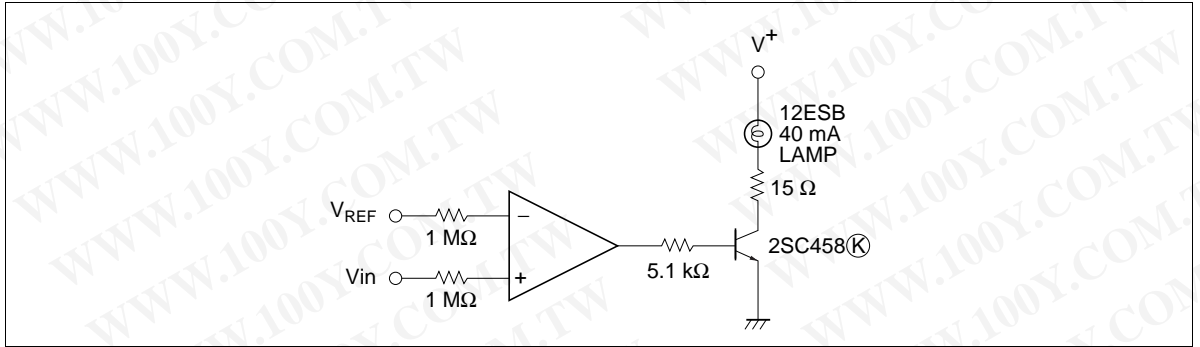 V+
12ESB
40 mA
LAMP
15 Ω
VREF
−
1 MΩ
2SC458Ⓚ
Vin
+
1 MΩ
5.1 kΩ
WWW.100Y.COM.TW